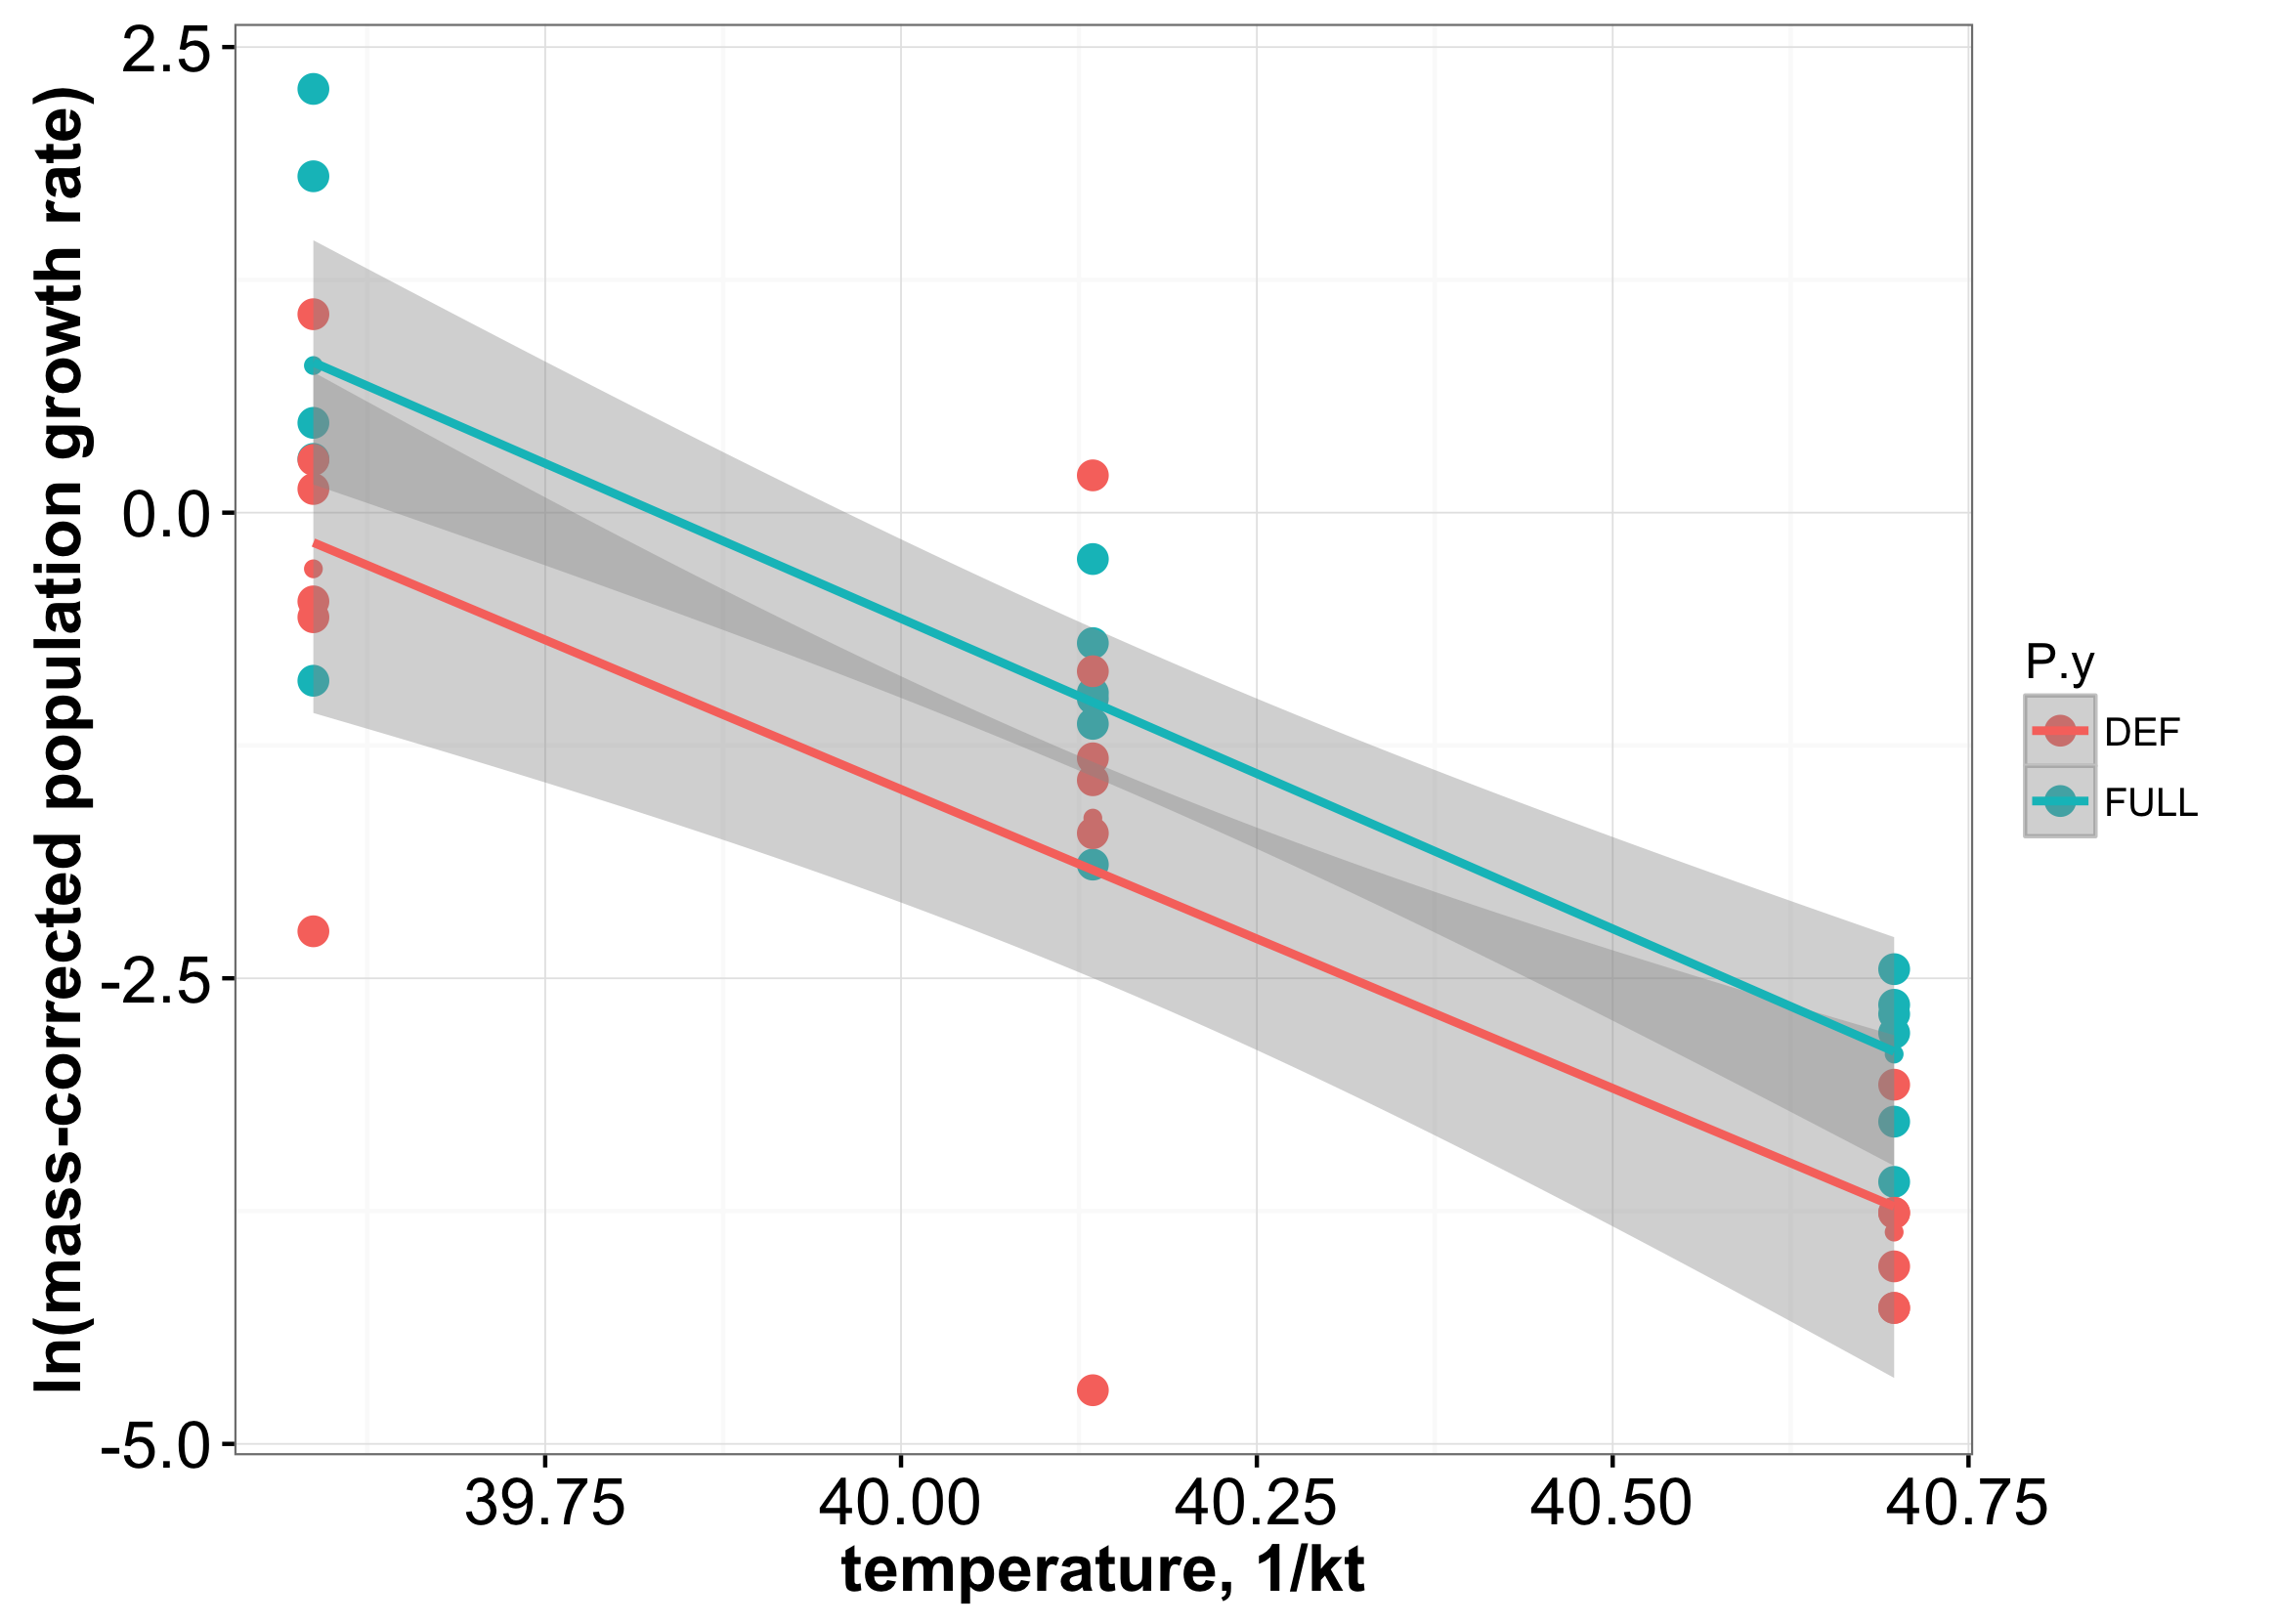 ln(mass-corrected population growth rate)
2.5
0.0
-2.5
-5.0
39.75 40.00 40.25 40.50 40.75
temperature, 1/kt
P.y
DEF
FULL